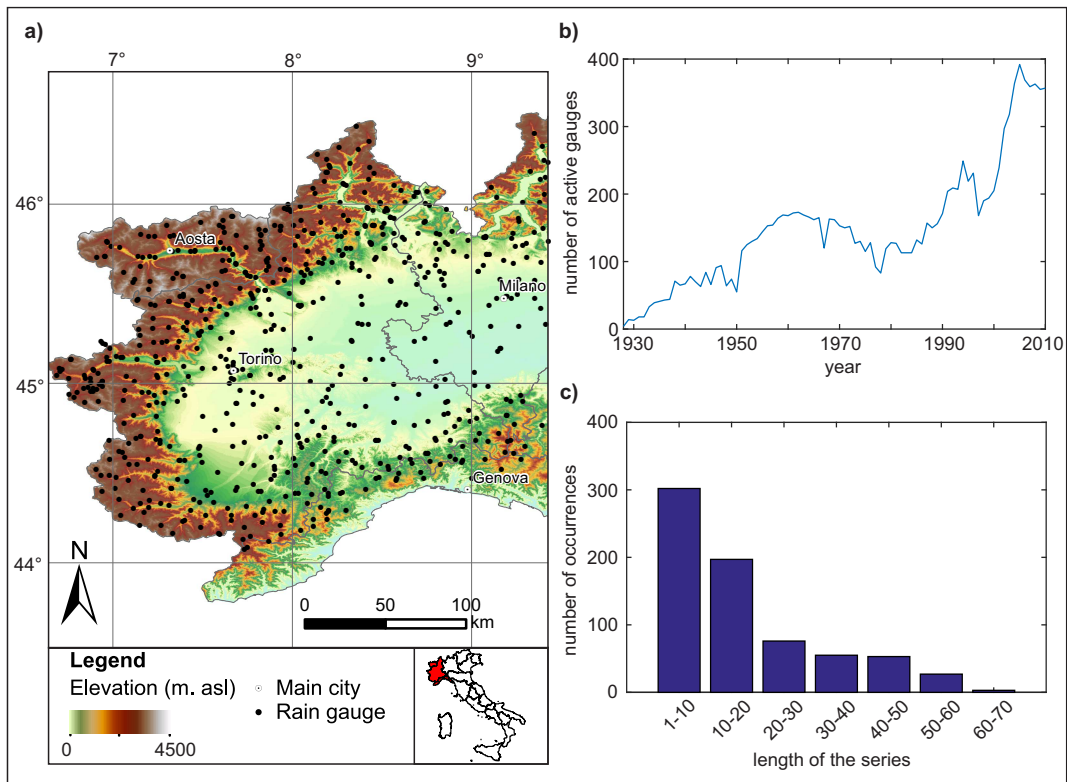 a)
7°
8°
9°
46°
45°
44°
Aosta
Milano
Torino
Genova
N
0
50
100
km
Legend
Elevation (m. asl)
0
4500
Main city
Rain gauge
b)
number of active gauges
400
300
200
100
0
1930
1950
1970
1990
2010
year
c)
number of occurrences
400
300
200
100
0
1-10
10-20
20-30
30-40
40-50
50-60
60-70
length of the series